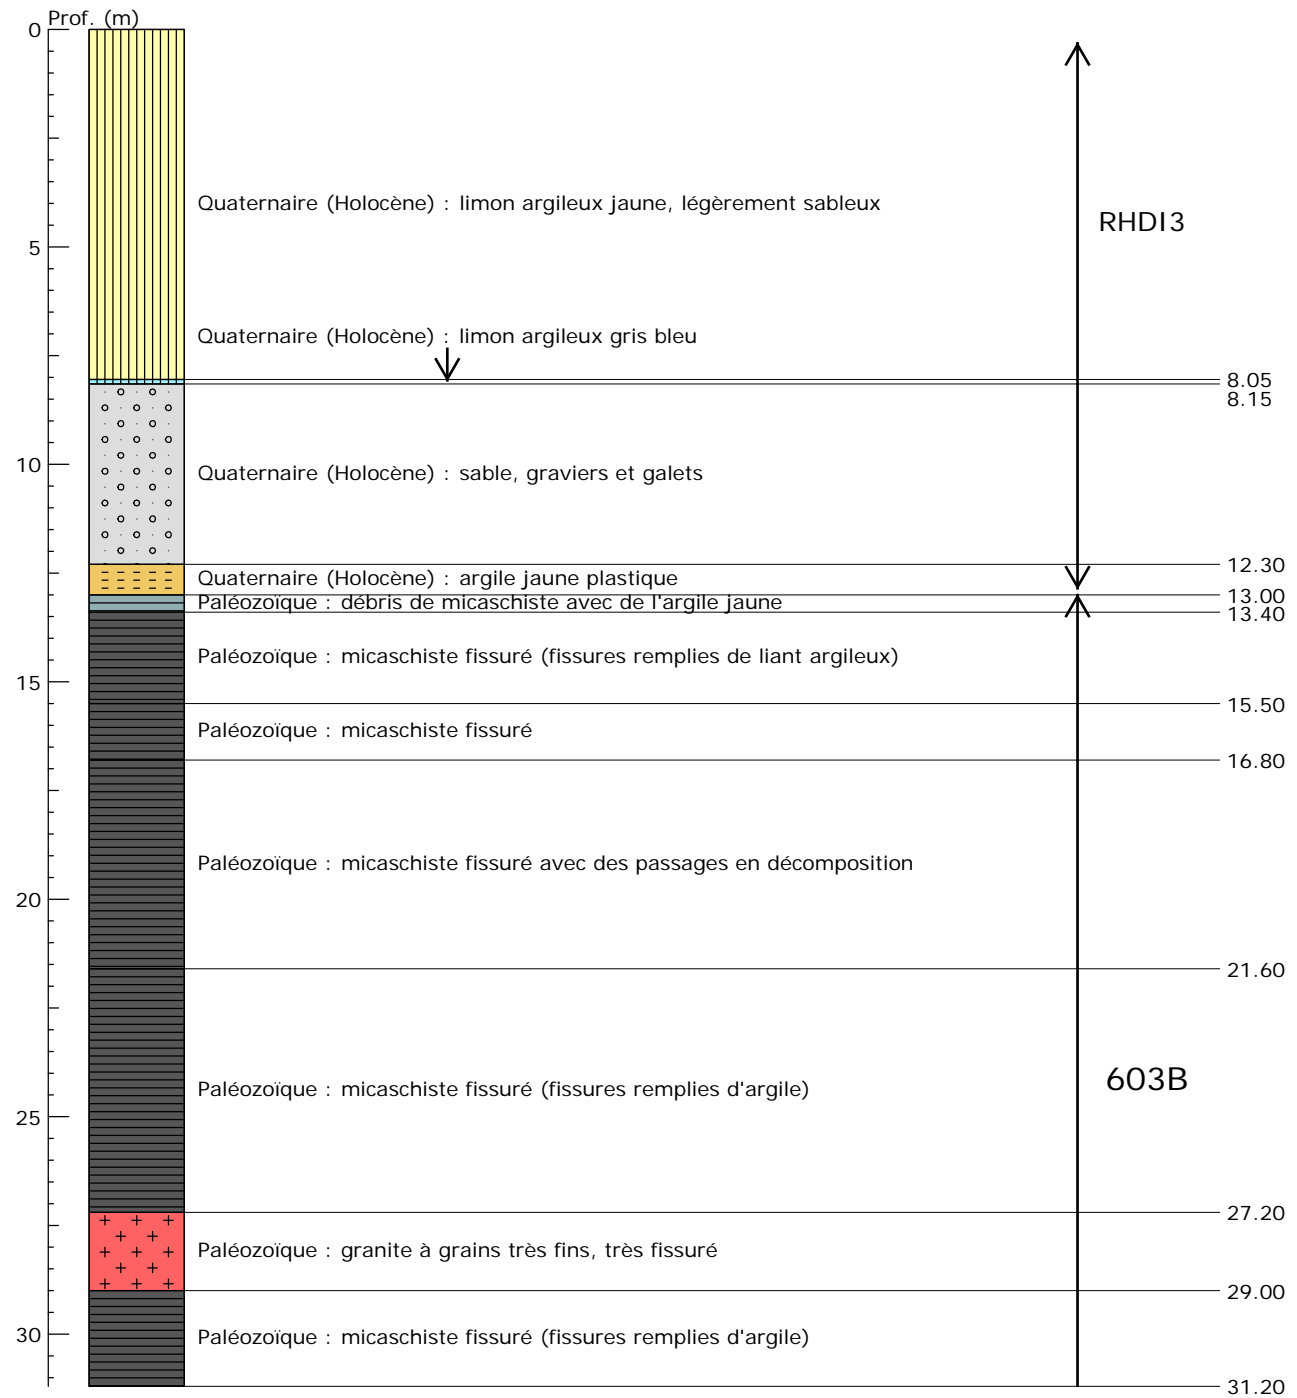 Prof. (m)
0
Quaternaire (Holocène) : limon argileux jaune, légèrement sableux
RHDI3
5
Quaternaire (Holocène) : limon argileux gris bleu
8.05
8.15
10
Quaternaire (Holocène) : sable, graviers et galets
12.30
Quaternaire (Holocène) : argile jaune plastique
13.00
Paléozoïque : débris de micaschiste avec de l'argile jaune
13.40
Paléozoïque : micaschiste fissuré (fissures remplies de liant argileux)
15
15.50
Paléozoïque : micaschiste fissuré
16.80
Paléozoïque : micaschiste fissuré avec des passages en décomposition
20
21.60
Paléozoïque : micaschiste fissuré (fissures remplies d'argile)
603B
25
27.20
Paléozoïque : granite à grains très fins, très fissuré
29.00
30
Paléozoïque : micaschiste fissuré (fissures remplies d'argile)
31.20